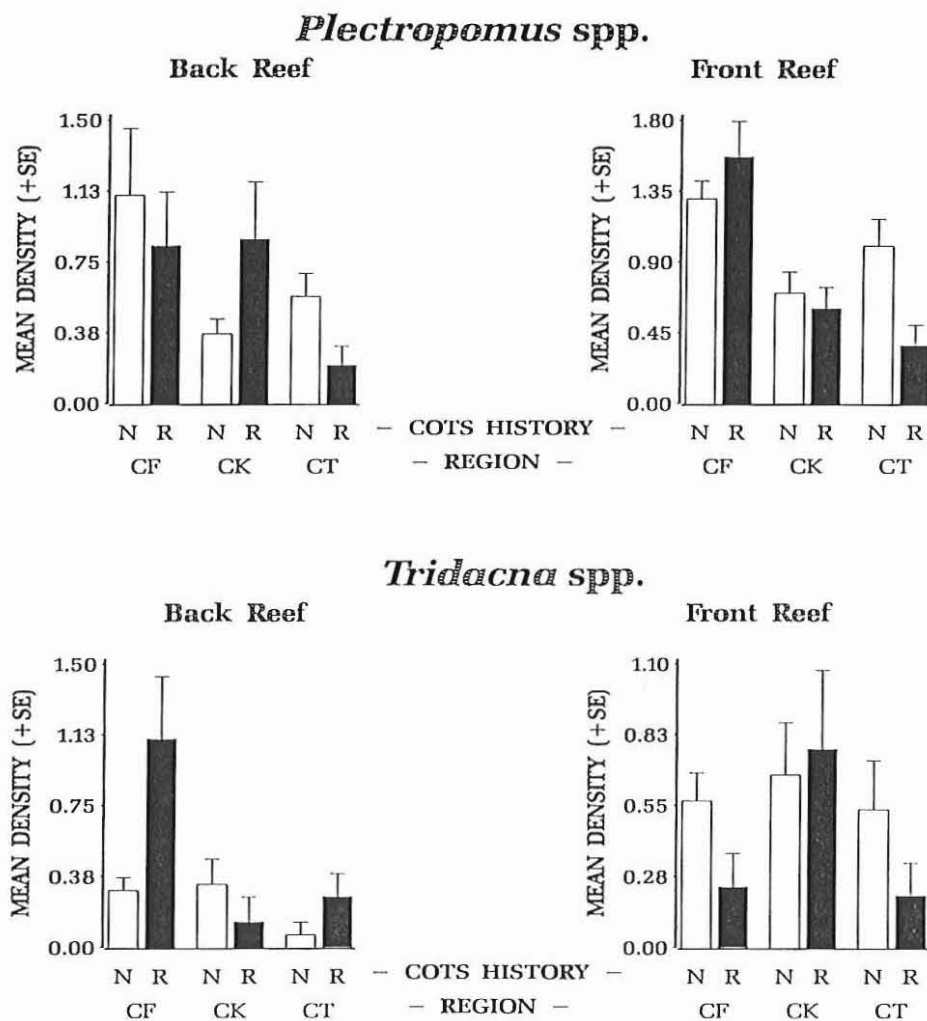 Plectropomus spp.
Back Reef
Front Reef
MEAN DENSITY (+SE)
1.50
1.13
0.75
0.38
0.00
N R N R N R
CF CK CT
MEAN DENSITY (+SE)
1.80
1.35
0.90
0.45
0.00
N R N R N R
CF CK CT
– COTS HISTORY –
– REGION –
Tridacna spp.
Back Reef
Front Reef
MEAN DENSITY (+SE)
1.50
1.13
0.75
0.38
0.00
N R N R N R
CF CK CT
MEAN DENSITY (+SE)
1.10
0.83
0.55
0.28
0.00
N R N R N R
CF CK CT
– COTS HISTORY –
– REGION –